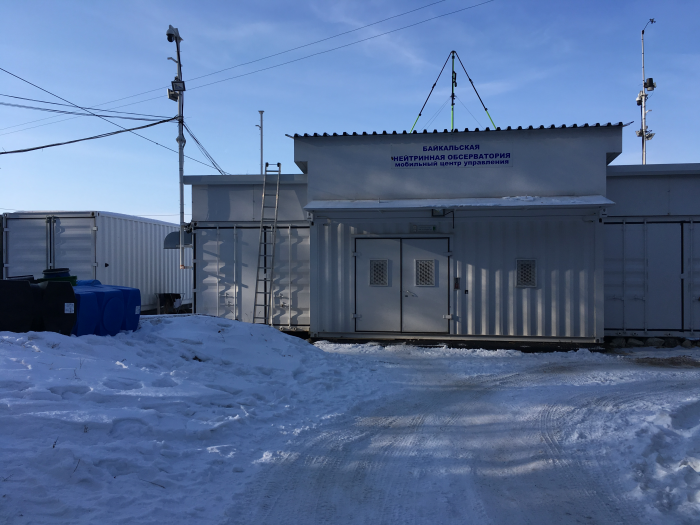 БАЙКАЛЬСКАЯ
НЕЙТРИННАЯ ОБСЕРВАТОРИЯ
мобильный центр управления